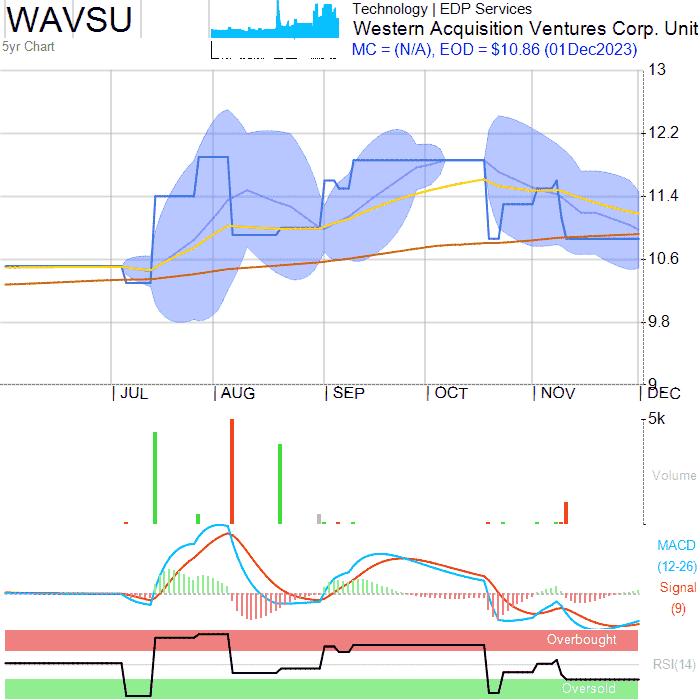 WAVSU
5yr Chart
Technology | EDP Services
Western Acquisition Ventures Corp. Unit
MC = (N/A), EOD = $10.86 (01Dec2023)
13
12.2
11.4
10.6
9.8
9
JUL AUG SEP OCT NOV DEC
5k
Volume
MACD
(12-26)
Signal
(9)
Overbought
RSI(14)
Oversold